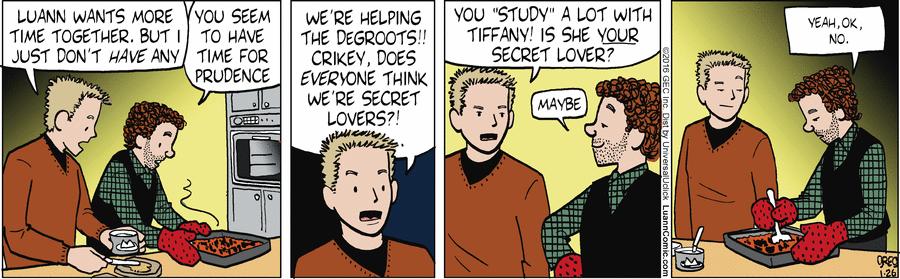 LUANN WANTS MORE
TIME TOGETHER. BUT I
JUST DON'T HAVE ANY
YOU SEEM
TO HAVE
TIME FOR
PRUDENCE
WE'RE HELPING
THE DEGROOTS!!
CRIKEY, DOES
EVERYONE THINK
WE'RE SECRET
LOVERS?!
YOU "STUDY" A LOT WITH
TIFFANY! IS SHE YOUR
SECRET LOVER?
MAYBE
©2016 GEC Inc. Dist by UniversalUclick LuannComic.com
YEAH, OK,
NO.
GREG
1-26